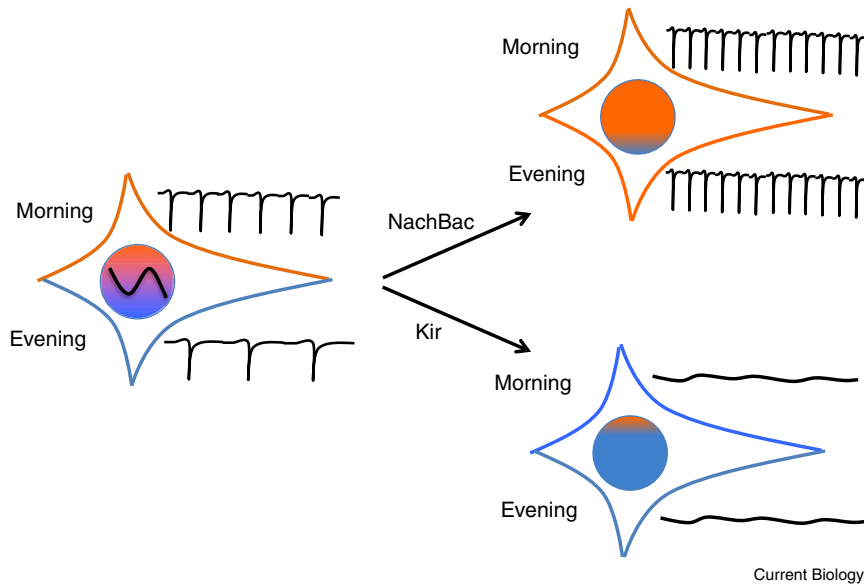 Morning
Evening
NachBac
Kir
Morning
Evening
Morning
Evening
Current Biology